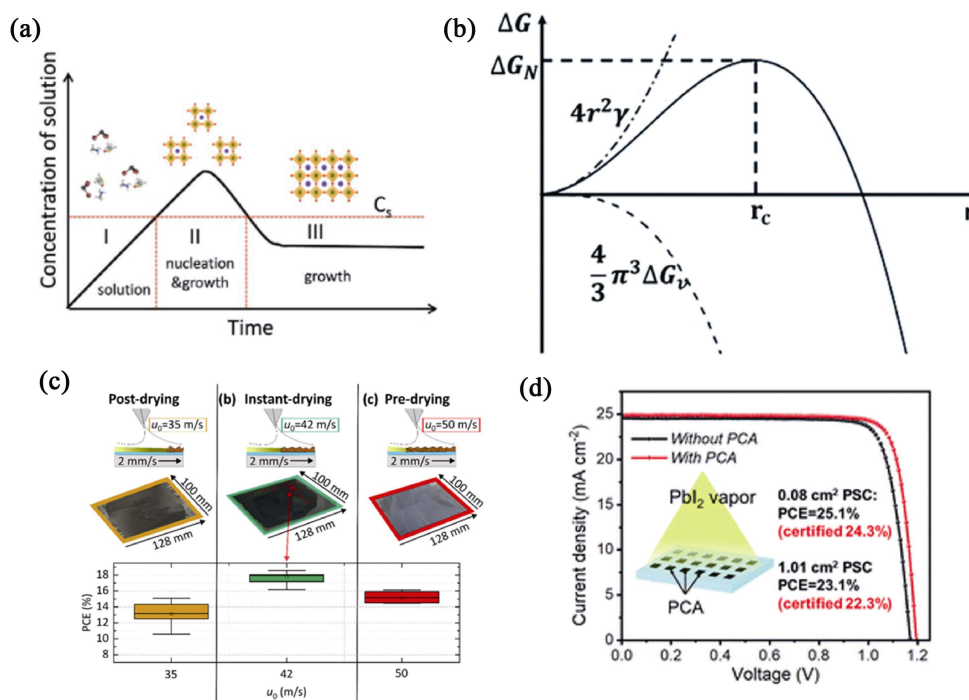 (a)
Concentration of solution
C_s
I
II
III
solution
nucleation
&growth
growth
Time
(b)
ΔG
ΔG_N
4r²γ
r_c
r
4/3 π³ΔG_ν
(c)
Post-drying
(b) Instant-drying
(c) Pre-drying
u₀=35 m/s
u₀=42 m/s
u₀=50 m/s
2 mm/s
2 mm/s
2 mm/s
100 mm
128 mm
100 mm
128 mm
100 mm
128 mm
PCE (%)
18
16
14
12
10
8
35
42
50
u₀ (m/s)
(d)
Current density (mA cm⁻²)
30
25
20
15
10
5
0
Without PCA
With PCA
PbI₂ vapor
0.08 cm² PSC:
PCE=25.1%
(certified 24.3%)
1.01 cm² PSC
PCE=23.1%
(certified 22.3%)
PCA
0.0
0.2
0.4
0.6
0.8
1.0
1.2
Voltage (V)